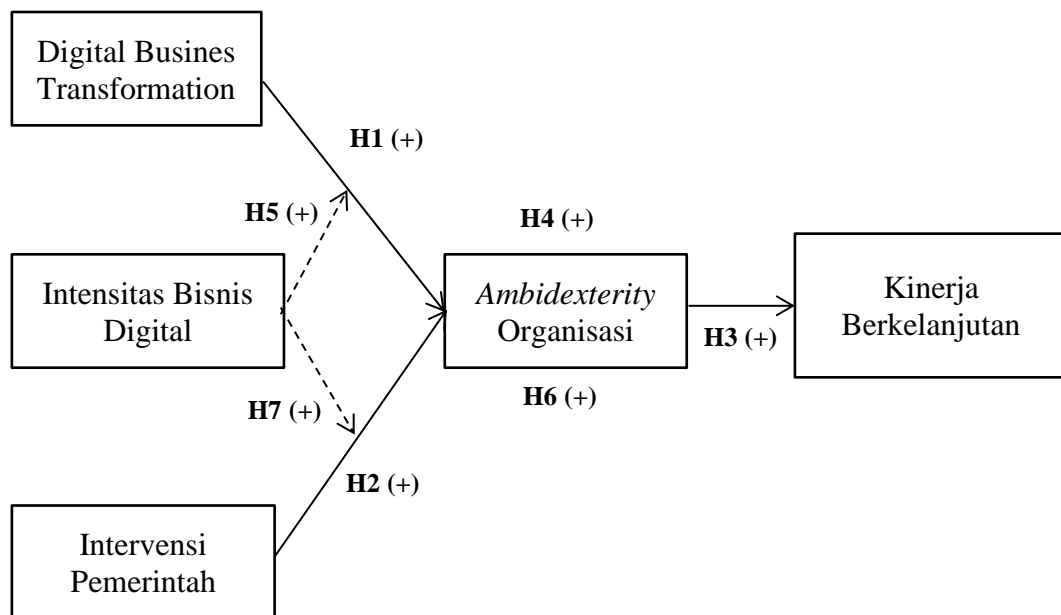 Digital Busines
Transformation
H1 (+)
H5 (+)
H4 (+)
Intensitas Bisnis
Digital
Ambidexterity
Organisasi
H3 (+)
Kinerja
Berkelanjutan
H7 (+)
H6 (+)
H2 (+)
Intervensi
Pemerintah